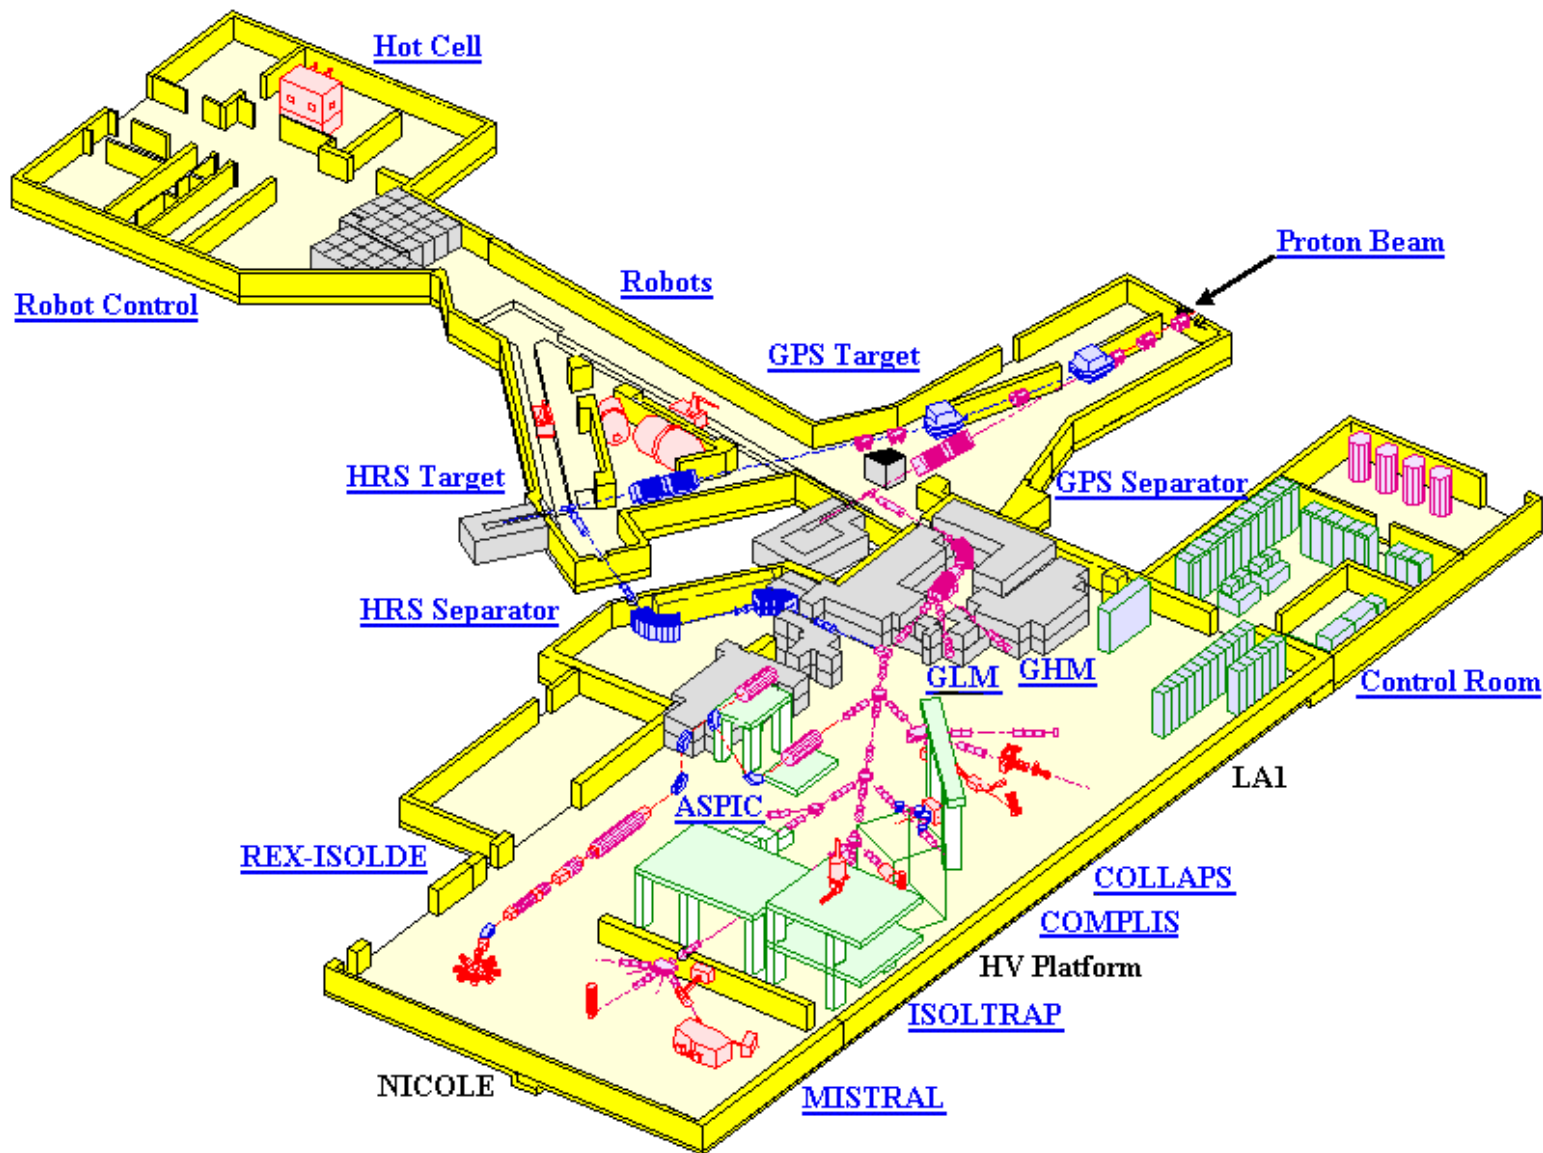 Hot Cell
Proton Beam
Robots
Robot Control
GPS Target
HRS Target
GPS Separator
HRS Separator
GLM
GHM
Control Room
LA1
ASPIC
REX-ISOLDE
COLLAPS
COMPLIS
HV Platform
ISOLTRAP
NICOLE
MISTRAL